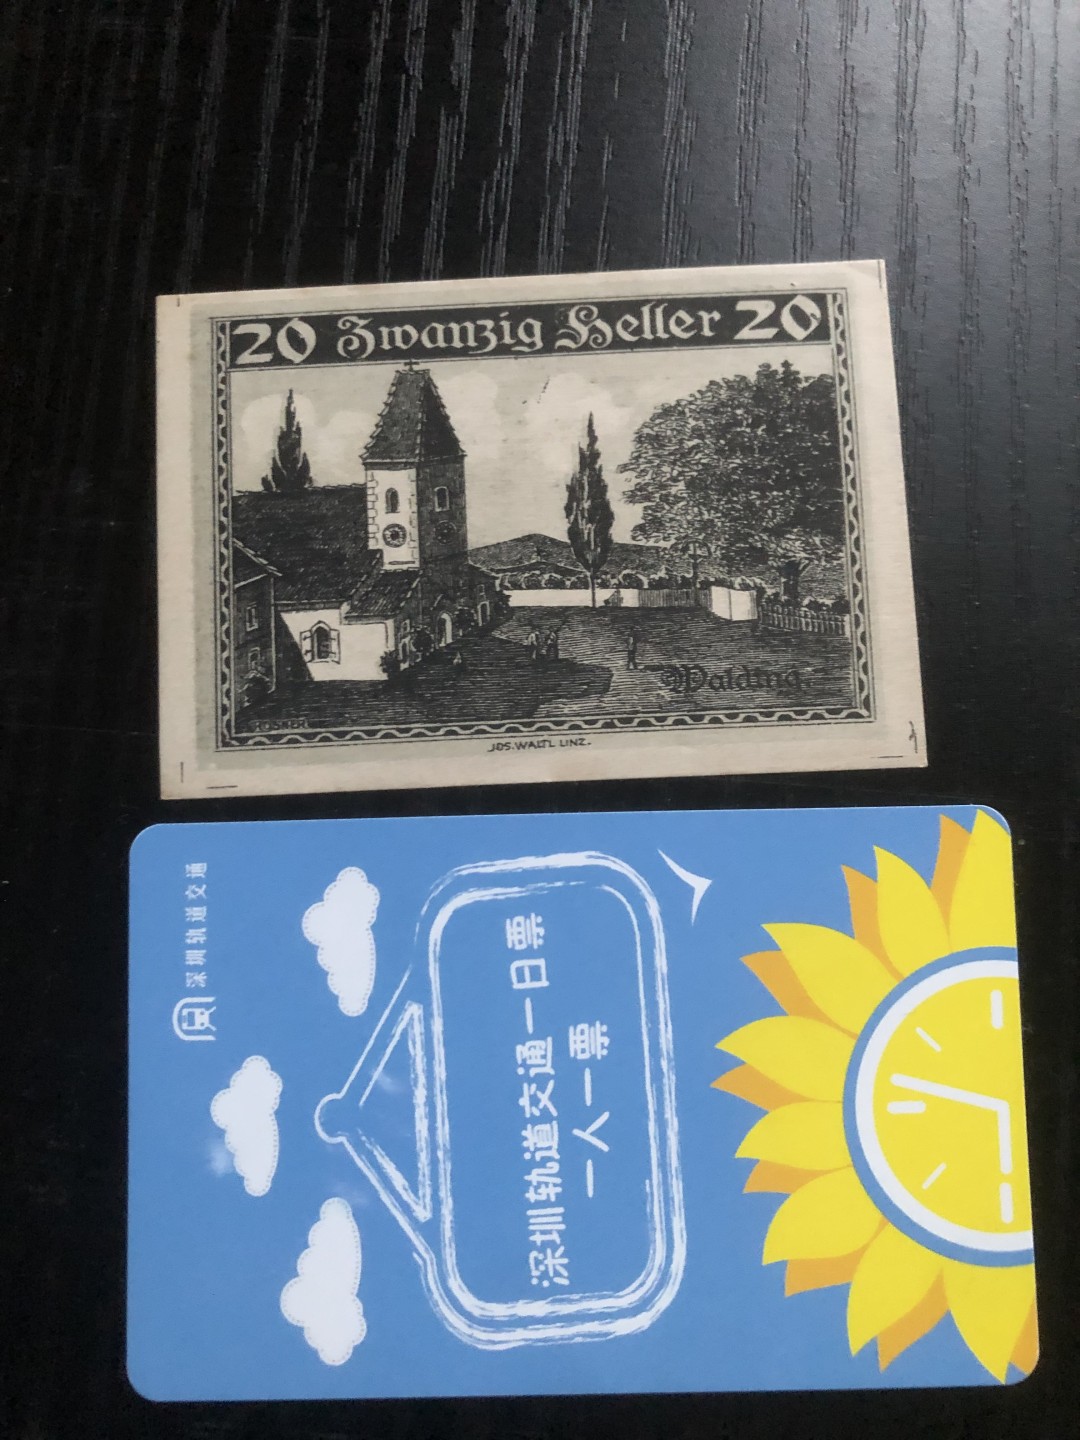 20 Zwanzig Heller 20
Walding.
JOS. WALTL LINZ.
深圳轨道交通
深圳轨道交通一日票
一人一票